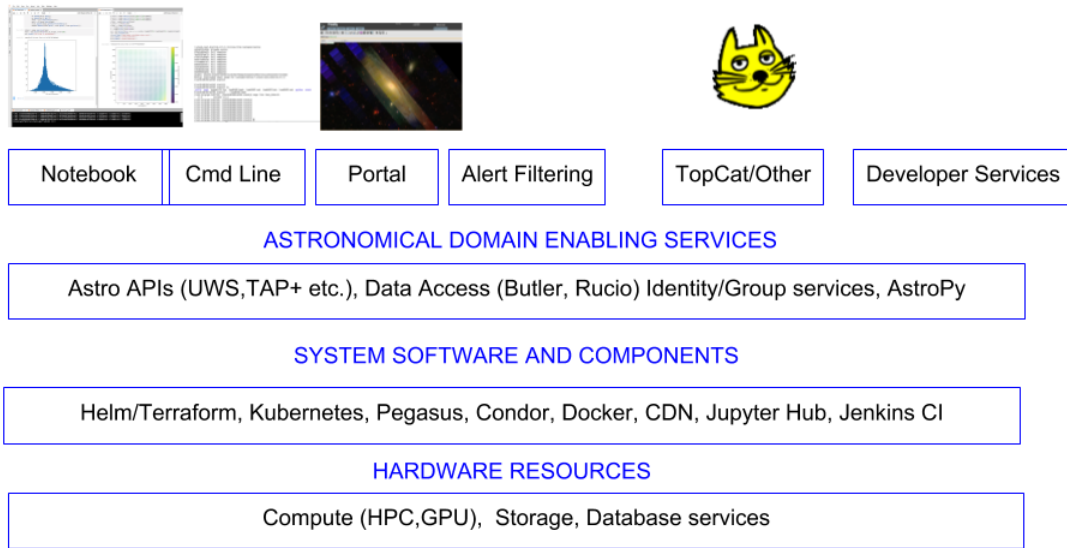 Notebook
Cmd Line
Portal
Alert Filtering
TopCat/Other
Developer Services
ASTRONOMICAL DOMAIN ENABLING SERVICES
Astro APIs (UWS,TAP+ etc.), Data Access (Butler, Rucio) Identity/Group services, AstroPy
SYSTEM SOFTWARE AND COMPONENTS
Helm/Terraform, Kubernetes, Pegasus, Condor, Docker, CDN, Jupyter Hub, Jenkins CI
HARDWARE RESOURCES
Compute (HPC,GPU),  Storage, Database services